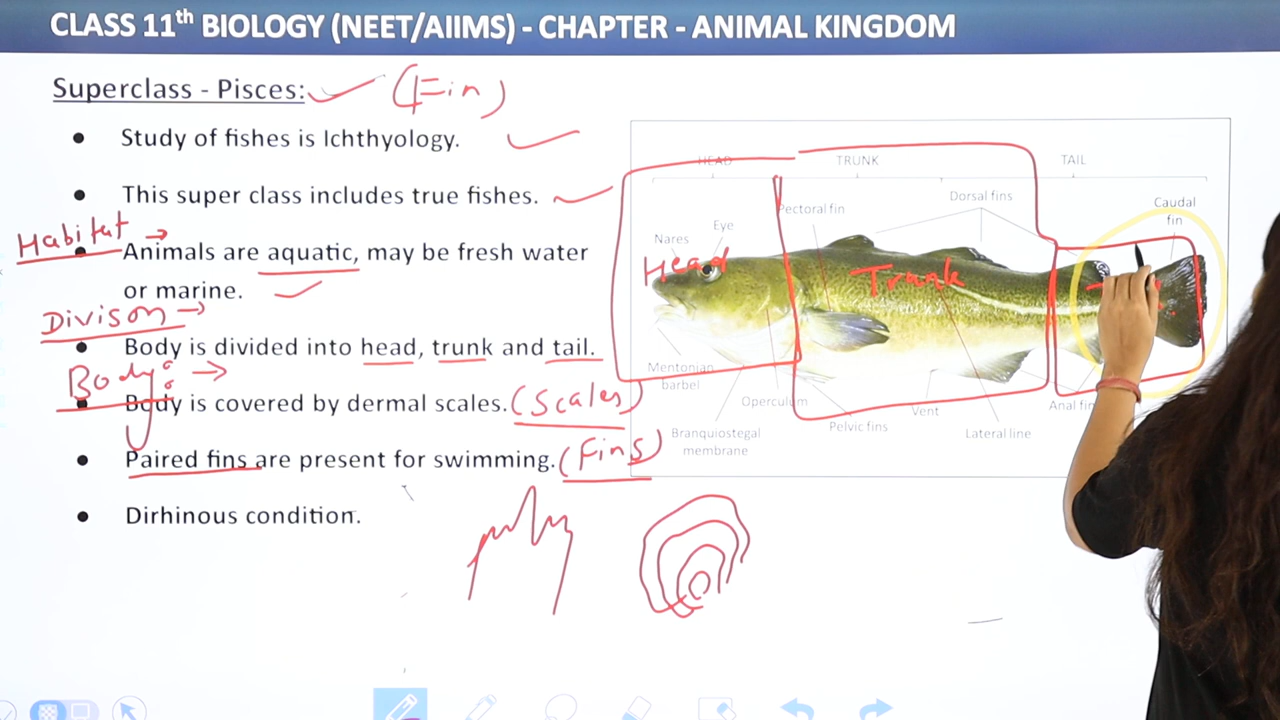 CLASS 11th BIOLOGY (NEET/AIIMS) - CHAPTER - ANIMAL KINGDOM
Superclass - Pisces: (Fin)
• Study of fishes is Ichthyology.
• This super class includes true fishes.
Habitat →
• Animals are aquatic, may be fresh water
or marine.
Divison →
• Body is divided into head, trunk and tail.
Body: →
• Body is covered by dermal scales. (Scales)
• Paired fins are present for swimming. (Fins)
• Dirhinous condition.
HEAD TRUNK TAIL
Pectoral fin
Dorsal fins
Caudal
fin
Eye
Nares
Head
Trunk
Mentonian
barbel
Operculum
Branquiostegal
membrane
Pelvic fins
Vent
Lateral line
Anal fin